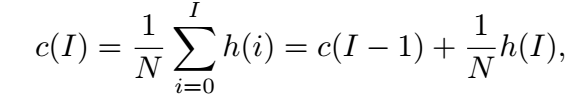 c(I) = \frac{1}{N} \sum_{i=0}^{I} h(i) = c(I - 1) + \frac{1}{N} h(I),